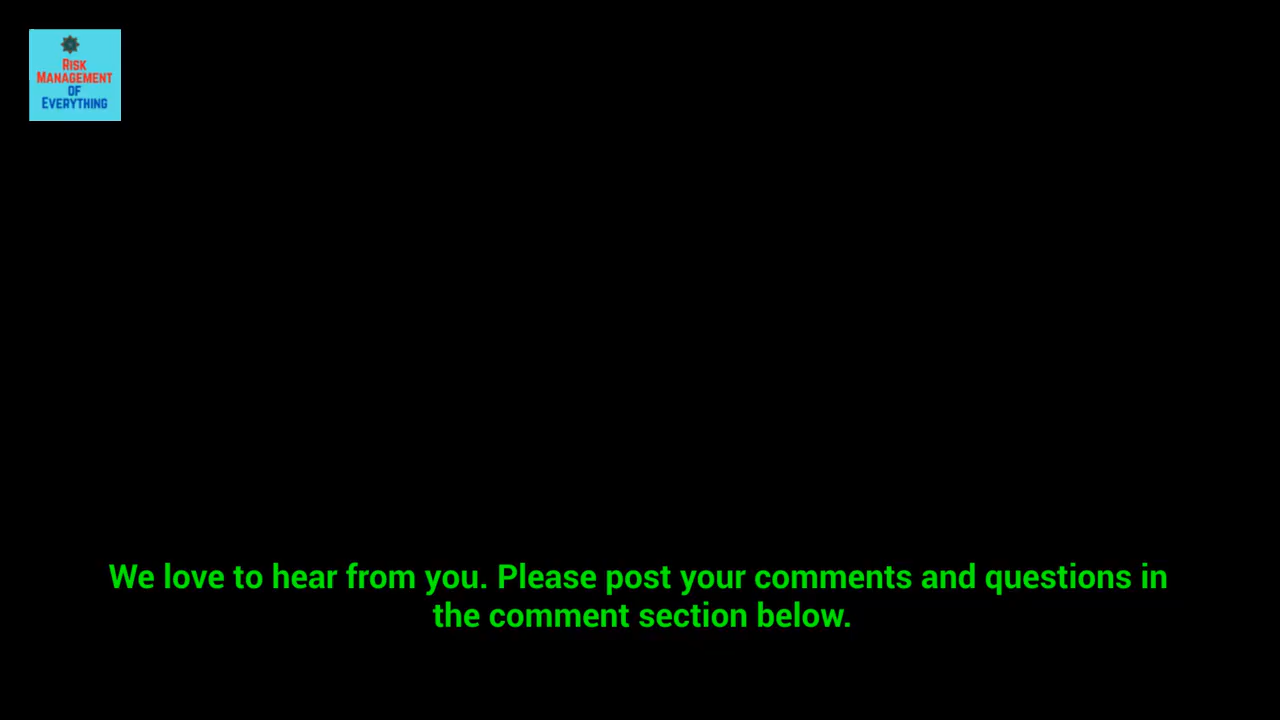 Risk
Management
of
Everything
We love to hear from you. Please post your comments and questions in
the comment section below.